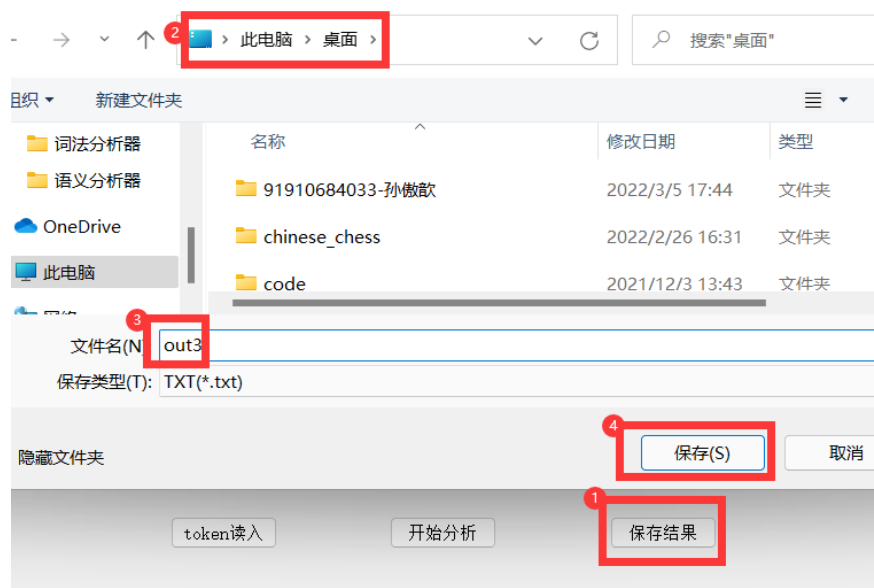 2 此电脑 > 桌面 > 搜索"桌面"
组织 新建文件夹
名称 修改日期 类型
词法分析器
语义分析器
OneDrive
此电脑
网络
91910684033-孙傲歆 2022/3/5 17:44 文件夹
chinese_chess 2022/2/26 16:31 文件夹
code 2021/12/3 13:43 文件夹
3
文件名(N out3
保存类型(T): TXT(*.txt)
4
隐藏文件夹 保存(S) 取消
1
token读入 开始分析 保存结果